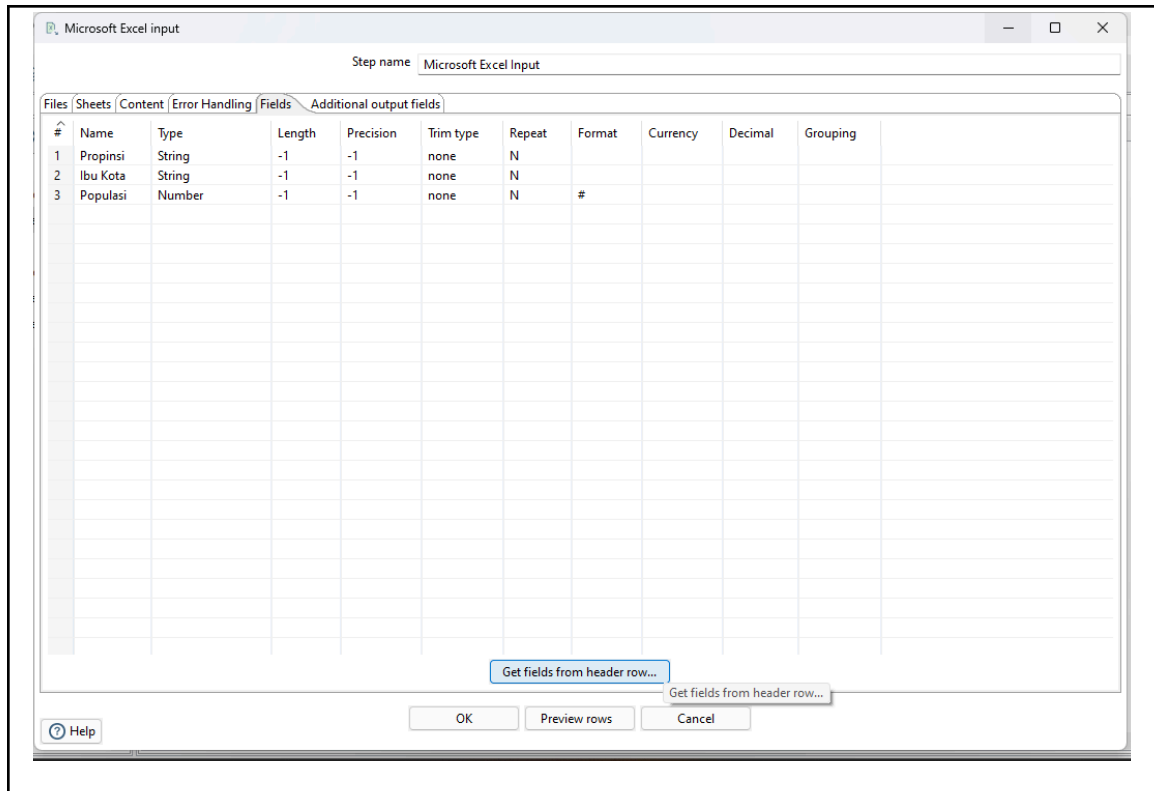 Microsoft Excel input
Step name Microsoft Excel Input
Files Sheets Content Error Handling Fields Additional output fields
# Name Type Length Precision Trim type Repeat Format Currency Decimal Grouping
1 Propinsi String -1 -1 none N
2 Ibu Kota String -1 -1 none N
3 Populasi Number -1 -1 none N #
Get fields from header row...
Get fields from header row...
OK Preview rows Cancel
Help